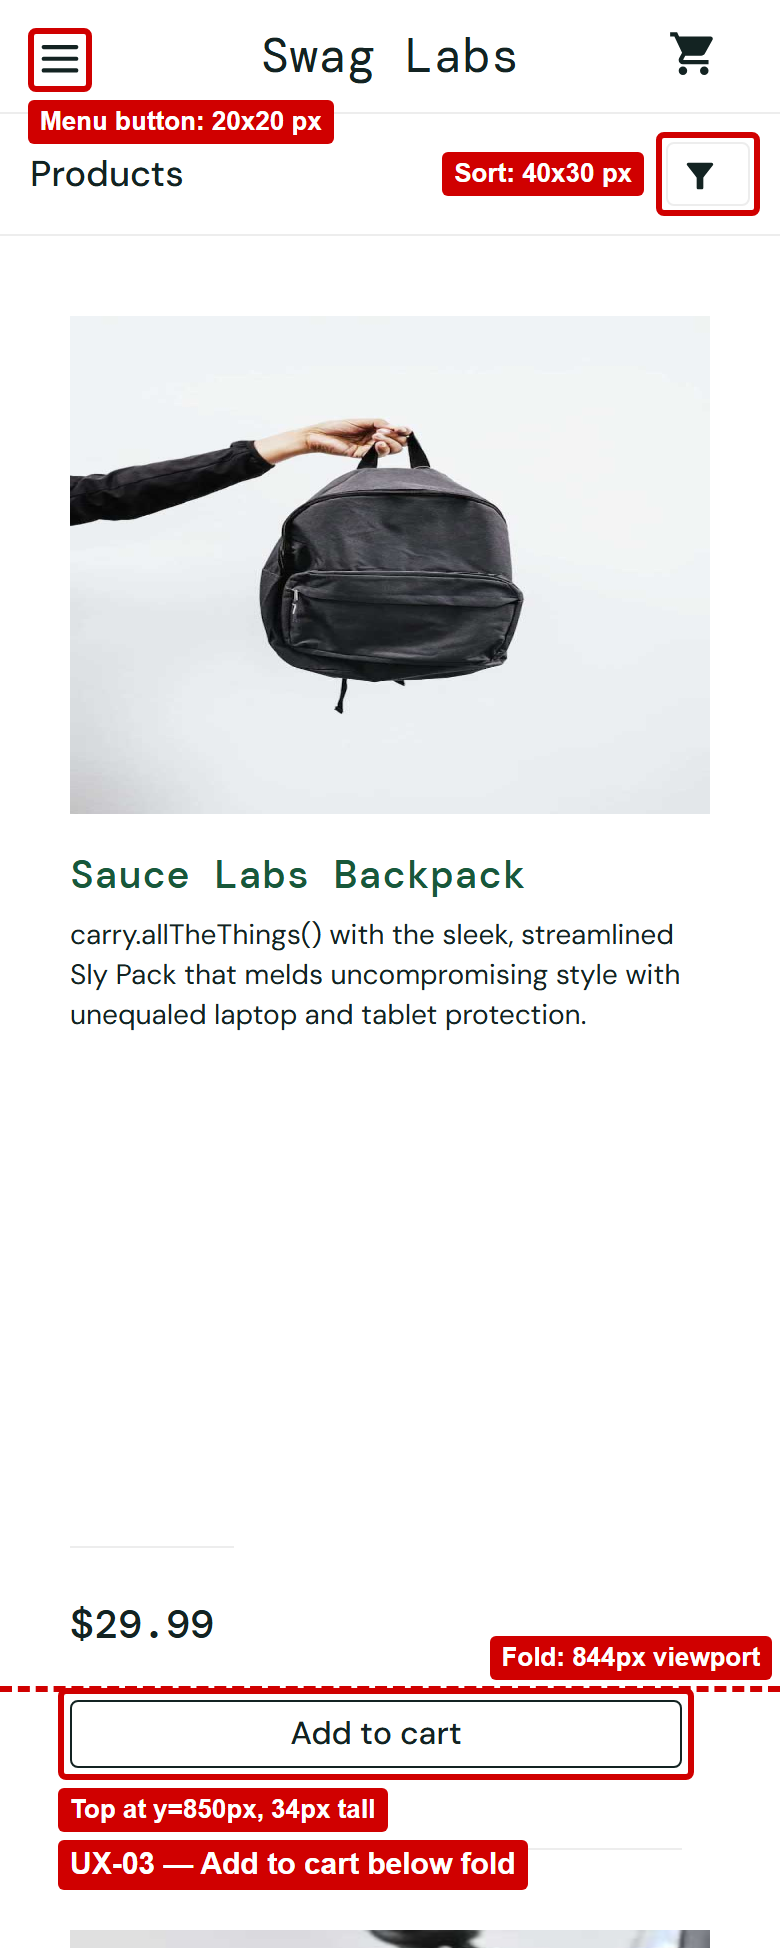 Swag Labs
Menu button: 20x20 px
Products
Sort: 40x30 px
Sauce Labs Backpack
carry.allTheThings() with the sleek, streamlined
Sly Pack that melds uncompromising style with
unequaled laptop and tablet protection.
$29.99
Fold: 844px viewport
Add to cart
Top at y=850px, 34px tall
UX-03 — Add to cart below fold